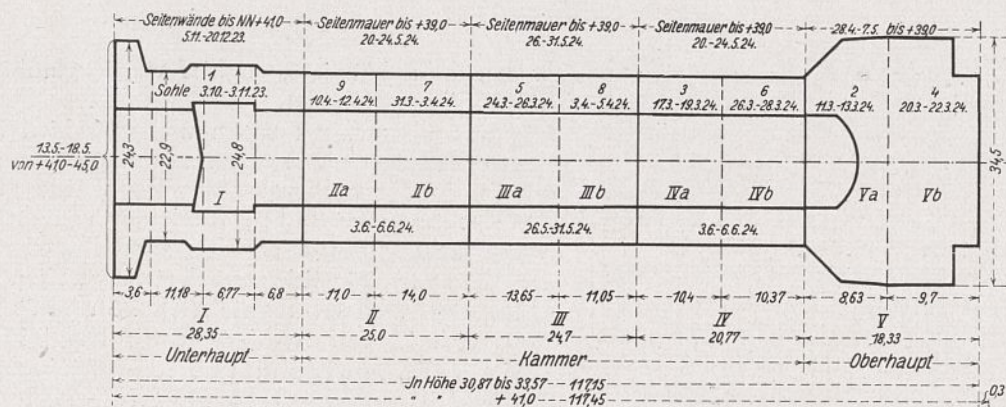 Seitenwände bis NN+41,0
5.11.-20.12.23.
Seitenmauer bis +39,0
20.-24.5.24.
Seitenmauer bis +39,0
26.-31.5.24.
Seitenmauer bis +39,0
20.-24.5.24.
28.4.-7.5. bis +39,0
1
Sohle 3.10.-3.11.23.
9
10.4.-12.4.24.
7
31.3.-3.4.24.
5
24.3.-26.3.24.
8
3.4.-5.4.24.
3
17.3.-19.3.24.
6
26.3.-28.3.24.
2
11.3.-13.3.24.
4
20.3.-22.3.24.
13.5.-18.5.
von +41,0-45,0
24,3
22,9
24,8
34,5
I
IIa
IIb
IIIa
IIIb
IVa
IVb
Va
Vb
3.6.-6.6.24.
26.5.-31.5.24.
3.6.-6.6.24.
3,6
11,18
6,77
6,8
11,0
14,0
13,65
11,05
10,4
10,37
8,63
9,7
I
II
III
IV
V
28,35
25,0
24,7
20,77
18,33
Unterhaupt
Kammer
Oberhaupt
Jn Höhe 30,87 bis 33,57 --- 117,15
" " + 41,0 --- 117,45
0,3